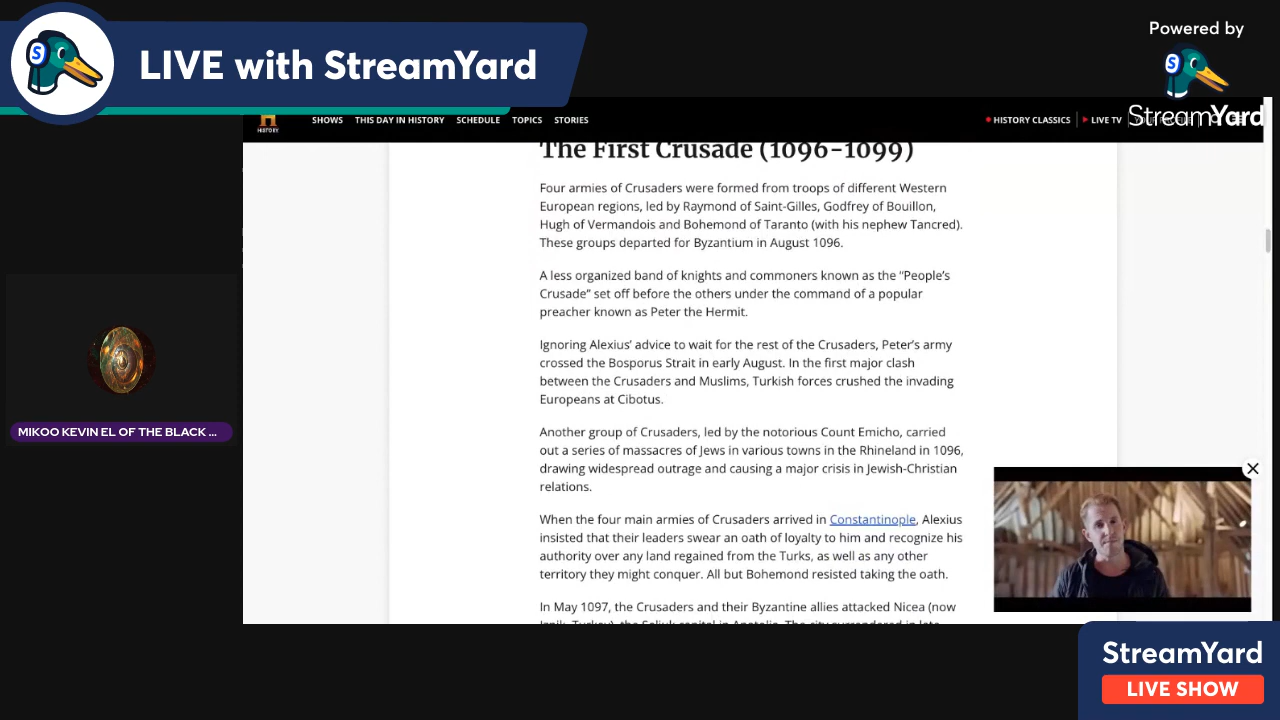 LIVE with StreamYard
Powered by
StreamYard
HISTORY
SHOWS THIS DAY IN HISTORY SCHEDULE TOPICS STORIES
HISTORY CLASSICS LIVE TV
The First Crusade (1096-1099)
Four armies of Crusaders were formed from troops of different Western
European regions, led by Raymond of Saint-Gilles, Godfrey of Bouillon,
Hugh of Vermandois and Bohemond of Taranto (with his nephew Tancred).
These groups departed for Byzantium in August 1096.
A less organized band of knights and commoners known as the “People’s
Crusade” set off before the others under the command of a popular
preacher known as Peter the Hermit.
Ignoring Alexius’ advice to wait for the rest of the Crusaders, Peter’s army
crossed the Bosporus Strait in early August. In the first major clash
between the Crusaders and Muslims, Turkish forces crushed the invading
Europeans at Cibotus.
Another group of Crusaders, led by the notorious Count Emicho, carried
out a series of massacres of Jews in various towns in the Rhineland in 1096,
drawing widespread outrage and causing a major crisis in Jewish-Christian
relations.
When the four main armies of Crusaders arrived in Constantinople, Alexius
insisted that their leaders swear an oath of loyalty to him and recognize his
authority over any land regained from the Turks, as well as any other
territory they might conquer. All but Bohemond resisted taking the oath.
In May 1097, the Crusaders and their Byzantine allies attacked Nicea (now
MIKOO KEVIN EL OF THE BLACK ...
StreamYard
LIVE SHOW